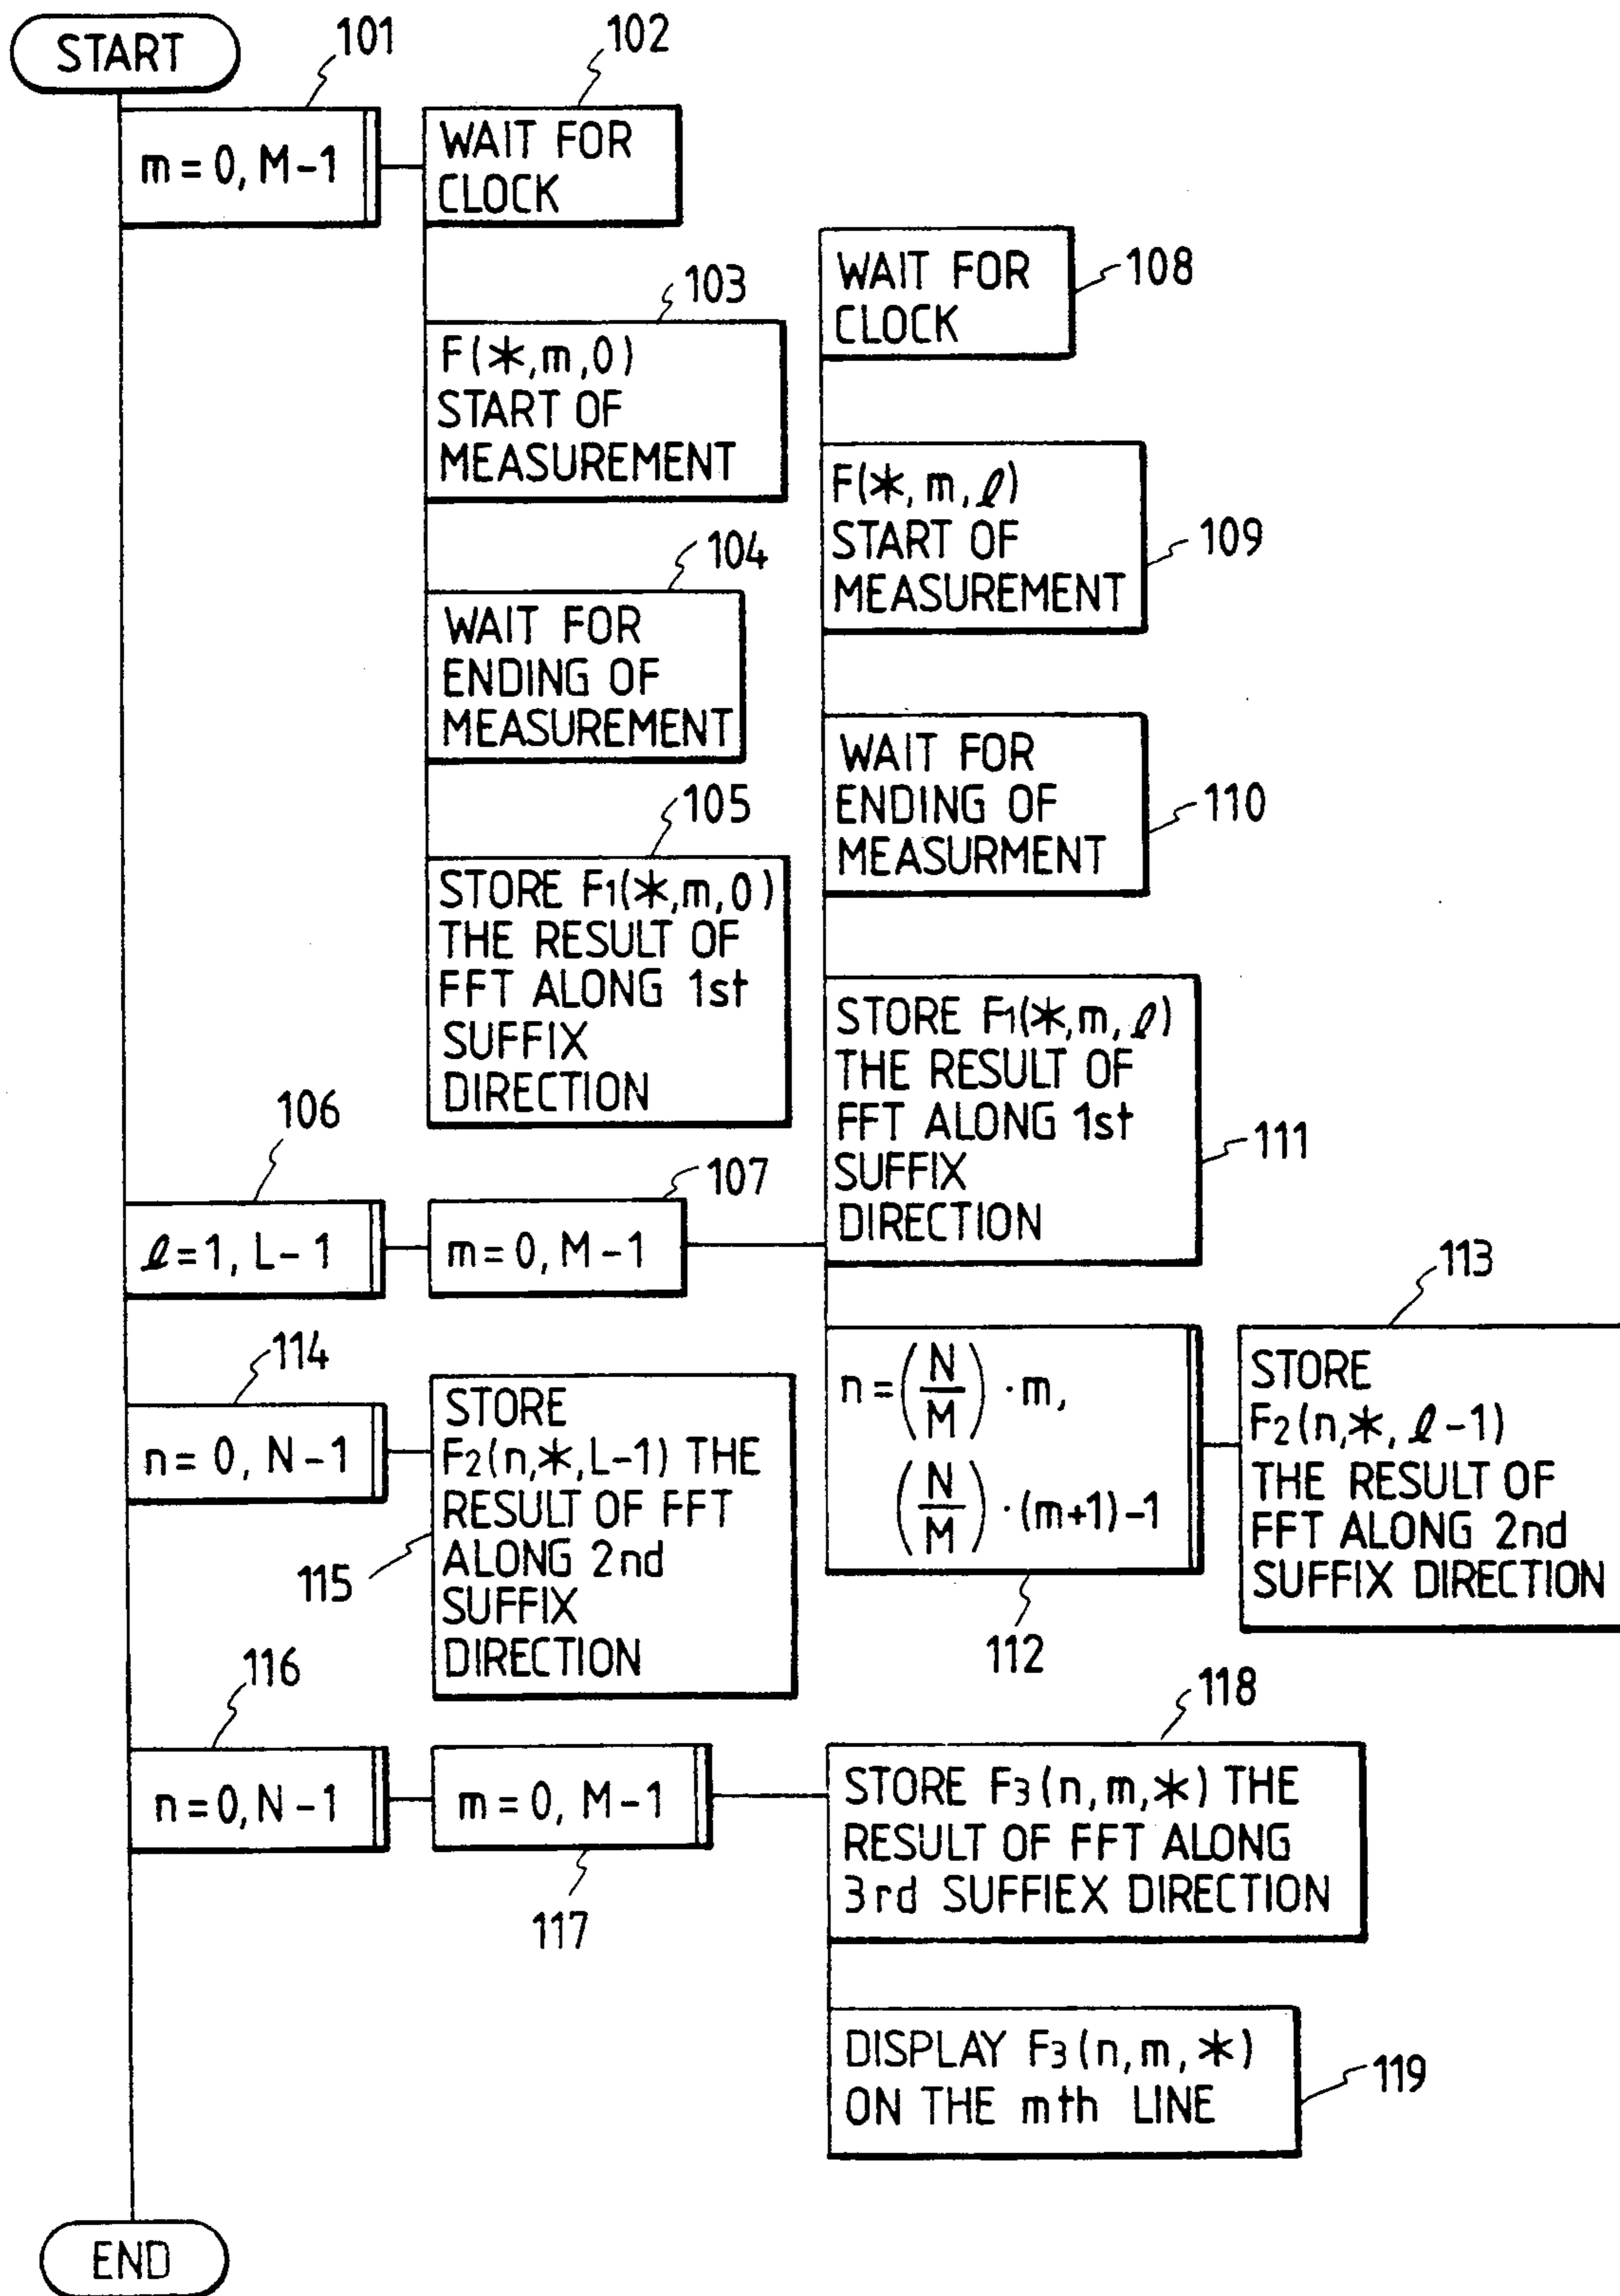 START
101
m = 0, M-1
102
WAIT FOR
CLOCK
103
F(*,m,0)
START OF
MEASUREMENT
104
WAIT FOR
ENDING OF
MEASUREMENT
105
STORE F1(*,m,0)
THE RESULT OF
FFT ALONG 1st
SUFFIX
DIRECTION
106
ℓ=1, L-1
107
m=0, M-1
WAIT FOR
CLOCK
108
F(*,m,ℓ)
START OF
MEASUREMENT
109
WAIT FOR
ENDING OF
MEASURMENT
110
STORE F1(*,m,ℓ)
THE RESULT OF
FFT ALONG 1st
SUFFIX
DIRECTION
111
n=(N/M)·m,
(N/M)·(m+1)-1
112
113
STORE
F2(n,*,ℓ-1)
THE RESULT OF
FFT ALONG 2nd
SUFFIX DIRECTION
114
n=0, N-1
STORE
F2(n,*,L-1) THE
RESULT OF FFT
ALONG 2nd
SUFFIX
DIRECTION
115
116
n=0,N-1
m=0, M-1
117
118
STORE F3(n,m,*) THE
RESULT OF FFT ALONG
3rd SUFFIEX DIRECTION
DISPLAY F3(n,m,*)
ON THE mth LINE
119
END